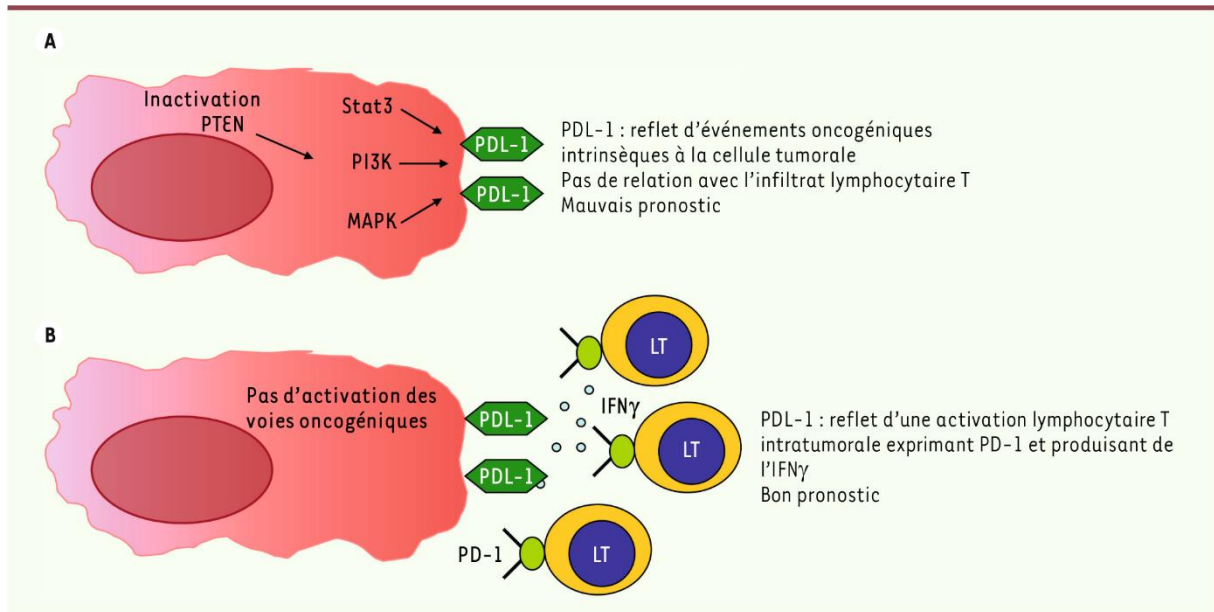 A
Inactivation
PTEN
Stat3
PI3K
MAPK
PDL-1
PDL-1
PDL-1 : reflet d'événements oncogéniques
intrinsèques à la cellule tumorale
Pas de relation avec l'infiltrat lymphocytaire T
Mauvais pronostic
B
Pas d'activation des
voies oncogéniques
PDL-1
PDL-1
IFNγ
LT
LT
PD-1
LT
PDL-1 : reflet d'une activation lymphocytaire T
intratumorale exprimant PD-1 et produisant de
l'IFNγ
Bon pronostic